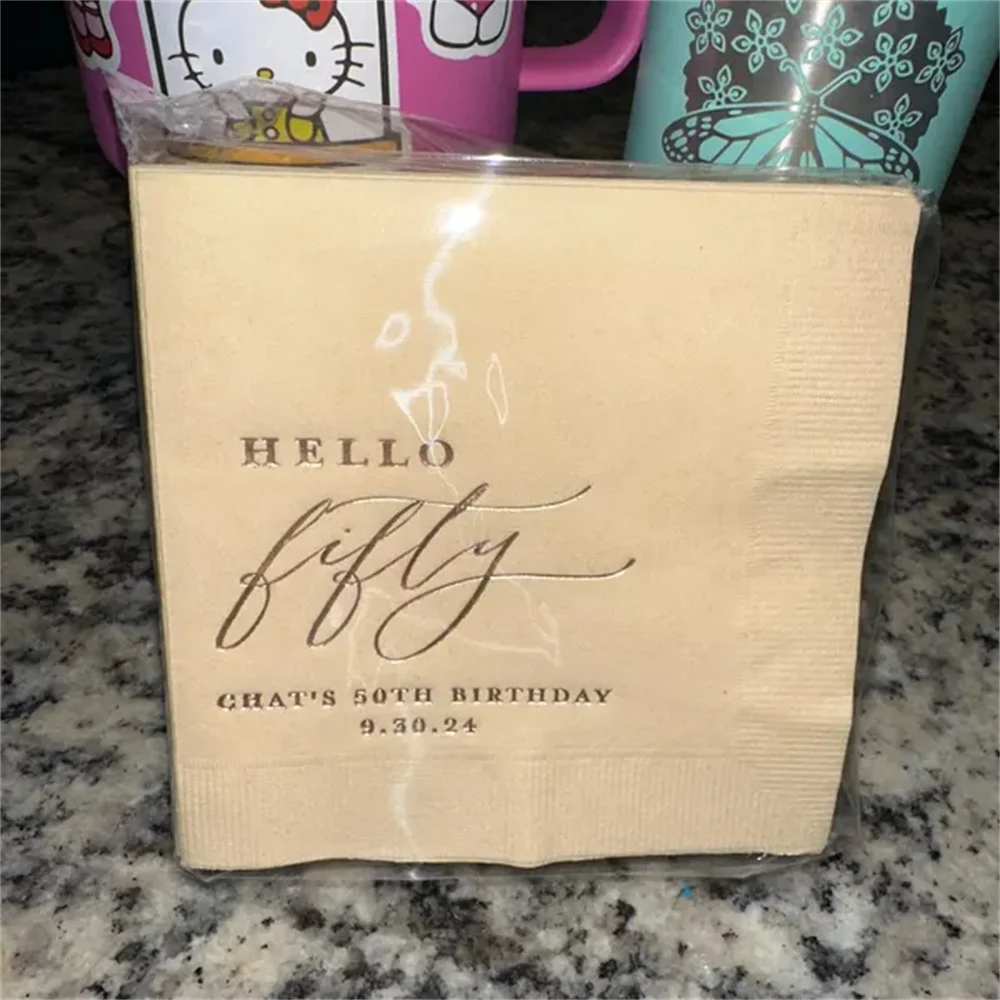 HELLO
fifty
CHAT'S 50TH BIRTHDAY
9.30.24